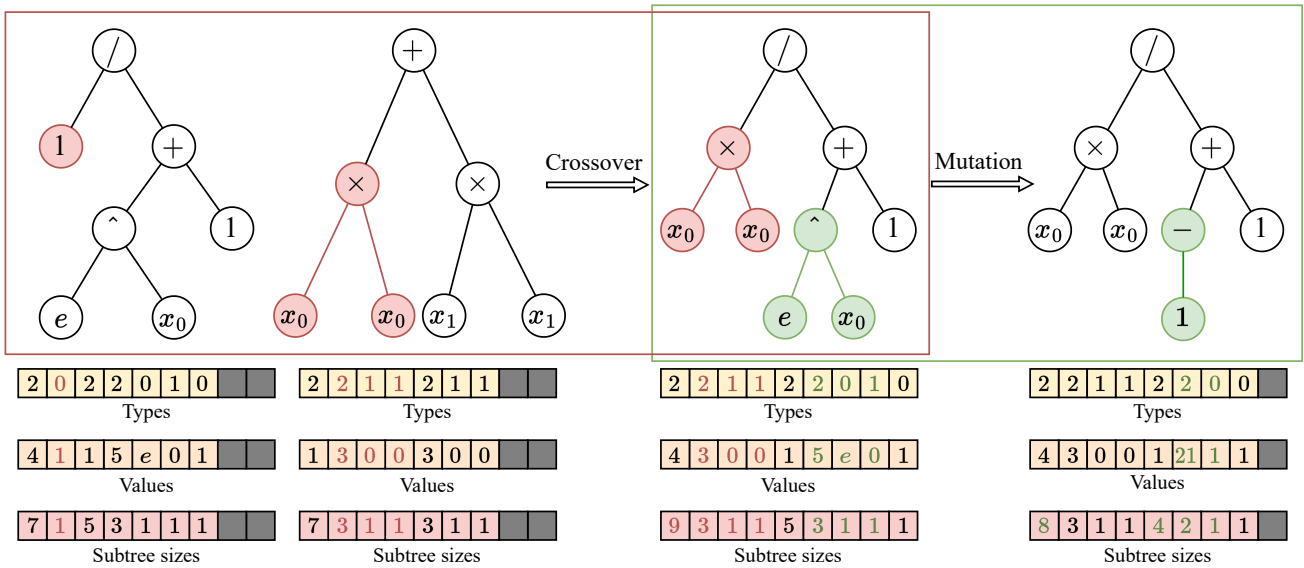 / + / /
1 + × + × +
Crossover
Mutation
× ×
^ 1 x₀ x₀ ^ 1 x₀ x₀ − 1
e x₀ x₀ x₀ x₁ x₁ e x₀ 1
2 0 2 2 0 1 0
2 2 1 1 2 1 1
2 2 1 1 2 2 0 1 0
2 2 1 1 2 2 0 0
Types
Types
Types
Types
4 1 1 5 e 0 1
1 3 0 0 3 0 0
4 3 0 0 1 5 e 0 1
4 3 0 0 1 21 1 1
Values
Values
Values
Values
7 1 5 3 1 1 1
7 3 1 1 3 1 1
9 3 1 1 5 3 1 1 1
8 3 1 1 4 2 1 1
Subtree sizes
Subtree sizes
Subtree sizes
Subtree sizes